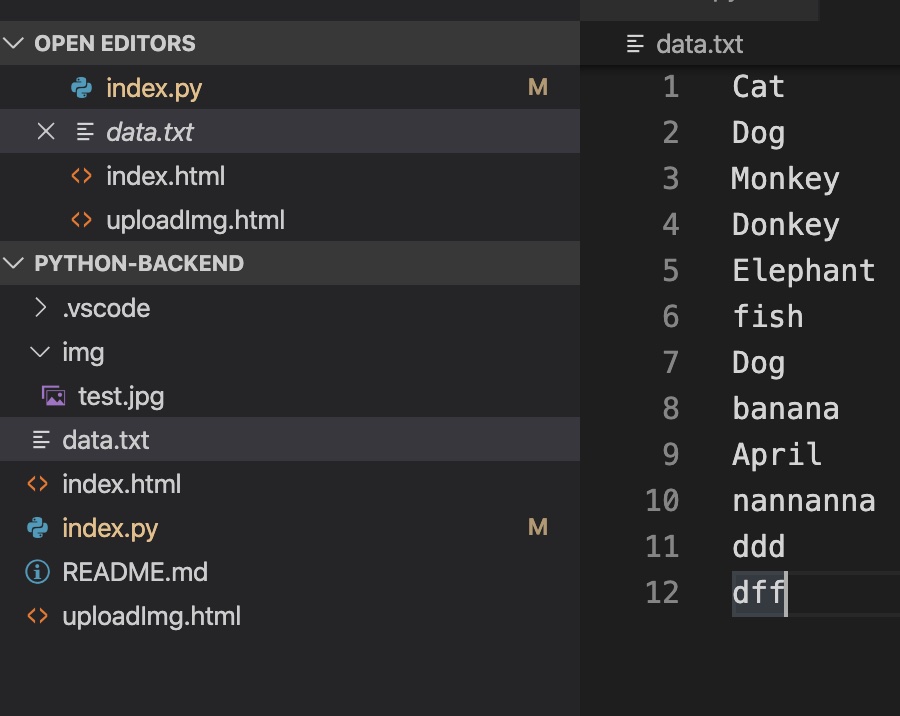 OPEN EDITORS
index.py M
data.txt
index.html
uploadImg.html
PYTHON-BACKEND
.vscode
img
test.jpg
data.txt
index.html
index.py M
README.md
uploadImg.html
data.txt
1 Cat
2 Dog
3 Monkey
4 Donkey
5 Elephant
6 fish
7 Dog
8 banana
9 April
10 nannanna
11 ddd
12 dff